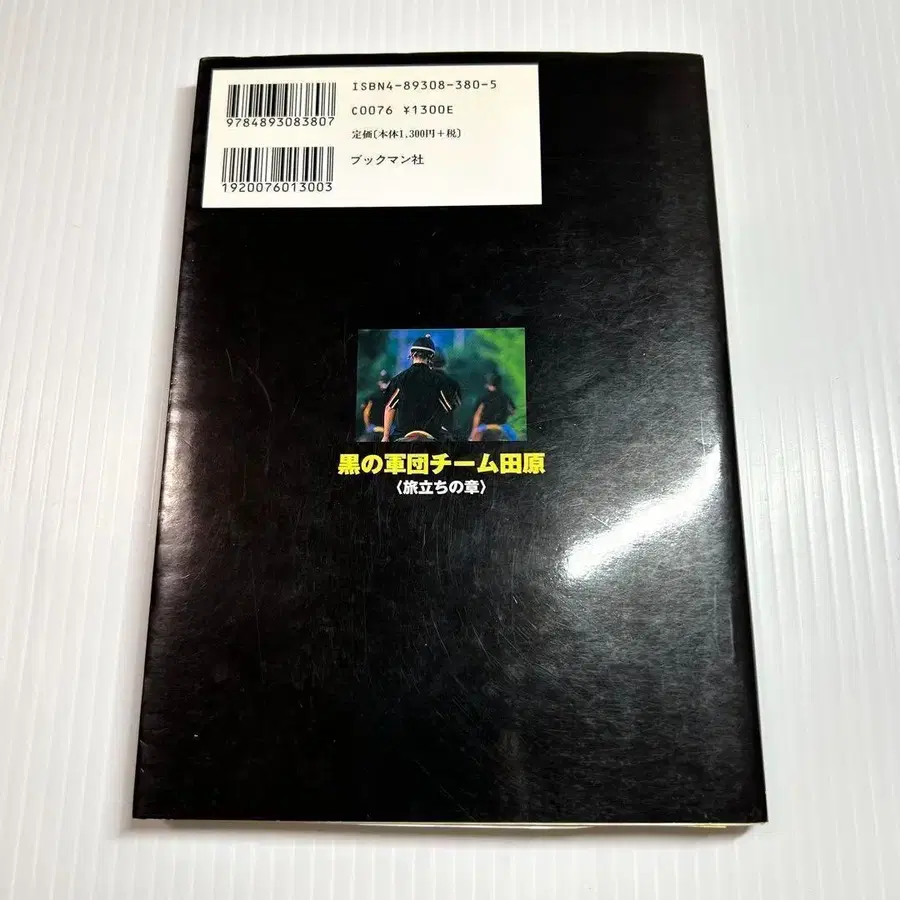 ISBN4-89308-380-5
C0076 ¥1300E
定価〔本体1,300円+税〕
ブックマン社
9784893083807
1920076013003
黒の軍団チーム田原
〈旅立ちの章〉